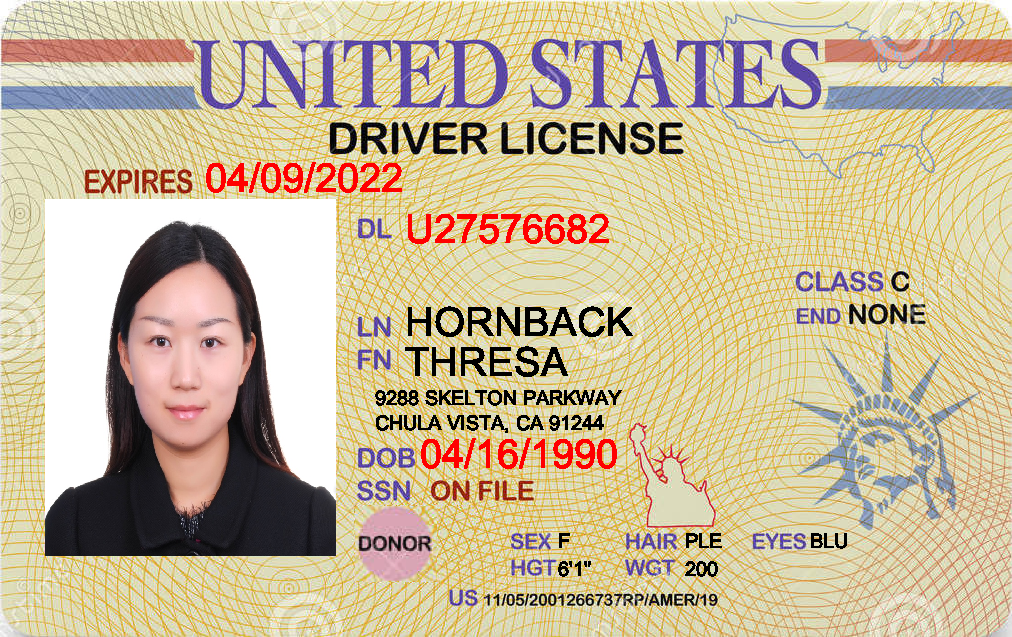 UNITED STATES
DRIVER LICENSE
EXPIRES 04/09/2022
DL U27576682
CLASS C
END NONE
LN HORNBACK
FN THRESA
9288 SKELTON PARKWAY
CHULA VISTA, CA 91244
DOB 04/16/1990
SSN ON FILE
DONOR
SEX F HAIR PLE EYES BLU
HGT 6'1" WGT 200
US 11/05/2001266737RP/AMER/19